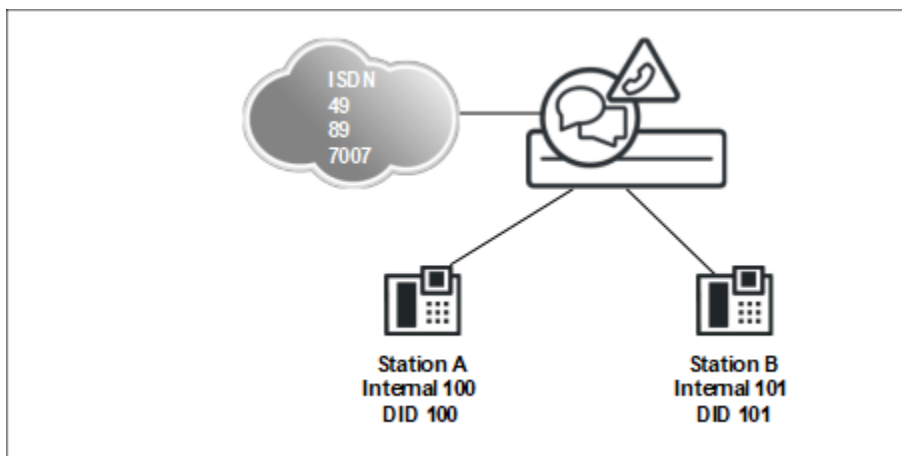 ISDN
49
89
7007
Station A
Internal 100
DID 100
Station B
Internal 101
DID 101